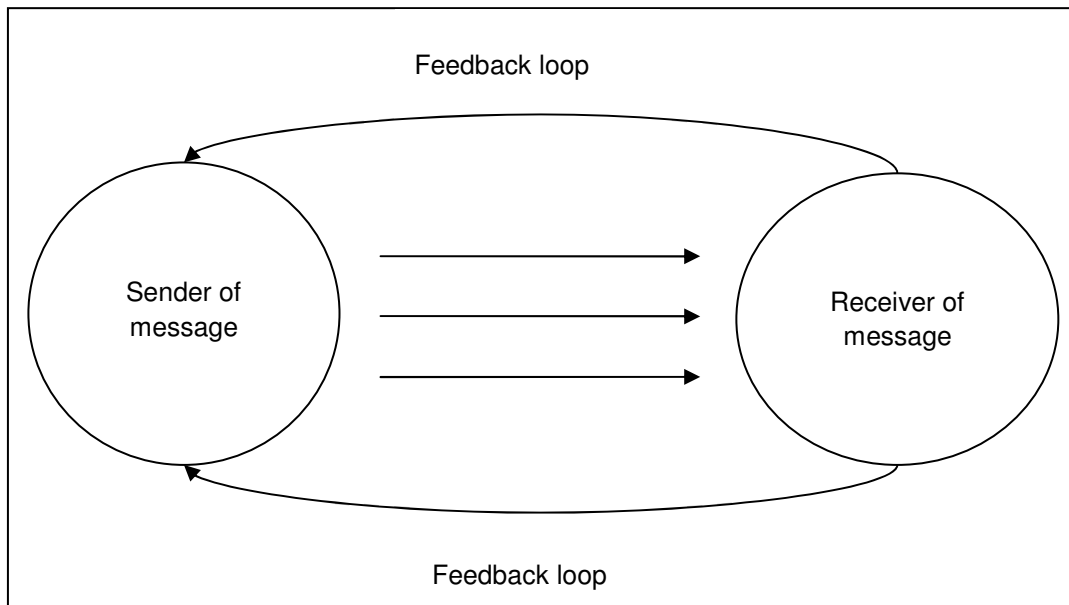 Feedback loop
Sender of
message
Receiver of
message
Feedback loop